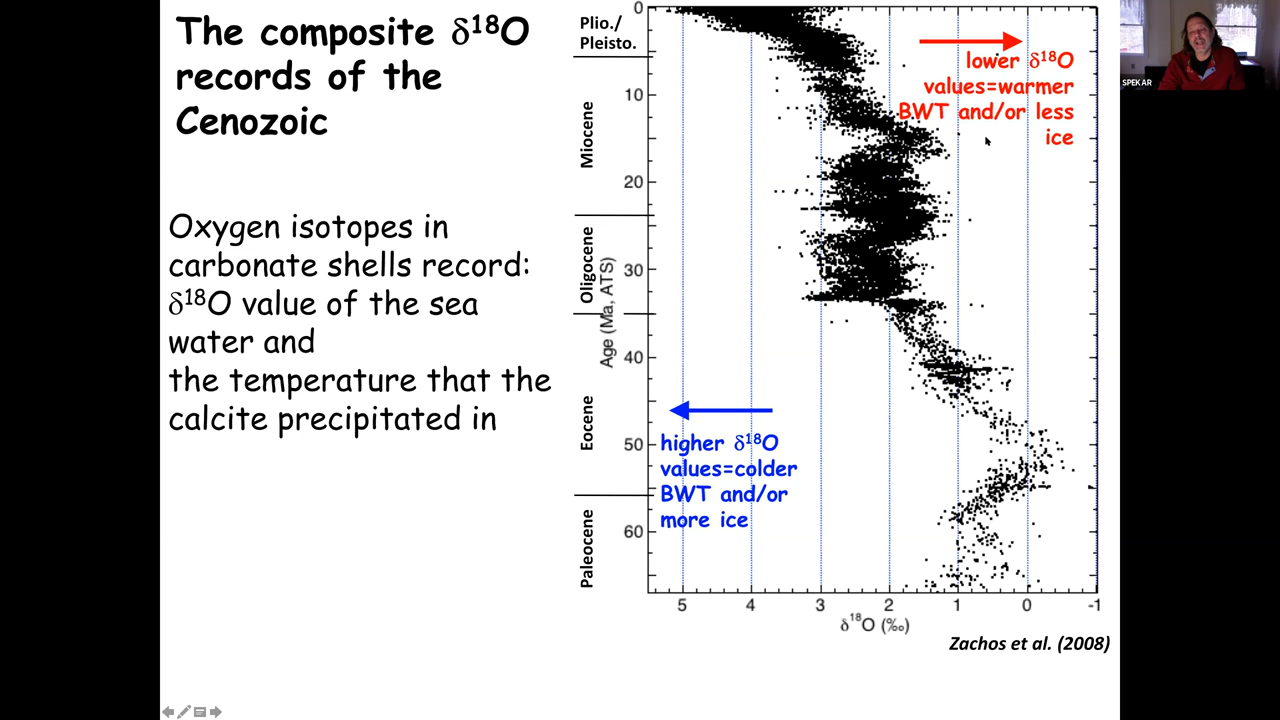 The composite δ¹⁸O
records of the
Cenozoic
Oxygen isotopes in
carbonate shells record:
δ¹⁸O value of the sea
water and
the temperature that the
calcite precipitated in
Plio./
Pleisto.
Miocene
Oligocene
Eocene
Paleocene
Age (Ma, ATS)
0
10
20
30
40
50
60
lower δ¹⁸O
values=warmer
BWT and/or less
ice
higher δ¹⁸O
values=colder
BWT and/or
more ice
5 4 3 2 1 0 -1
δ¹⁸O (‰)
Zachos et al. (2008)
SPEKAR